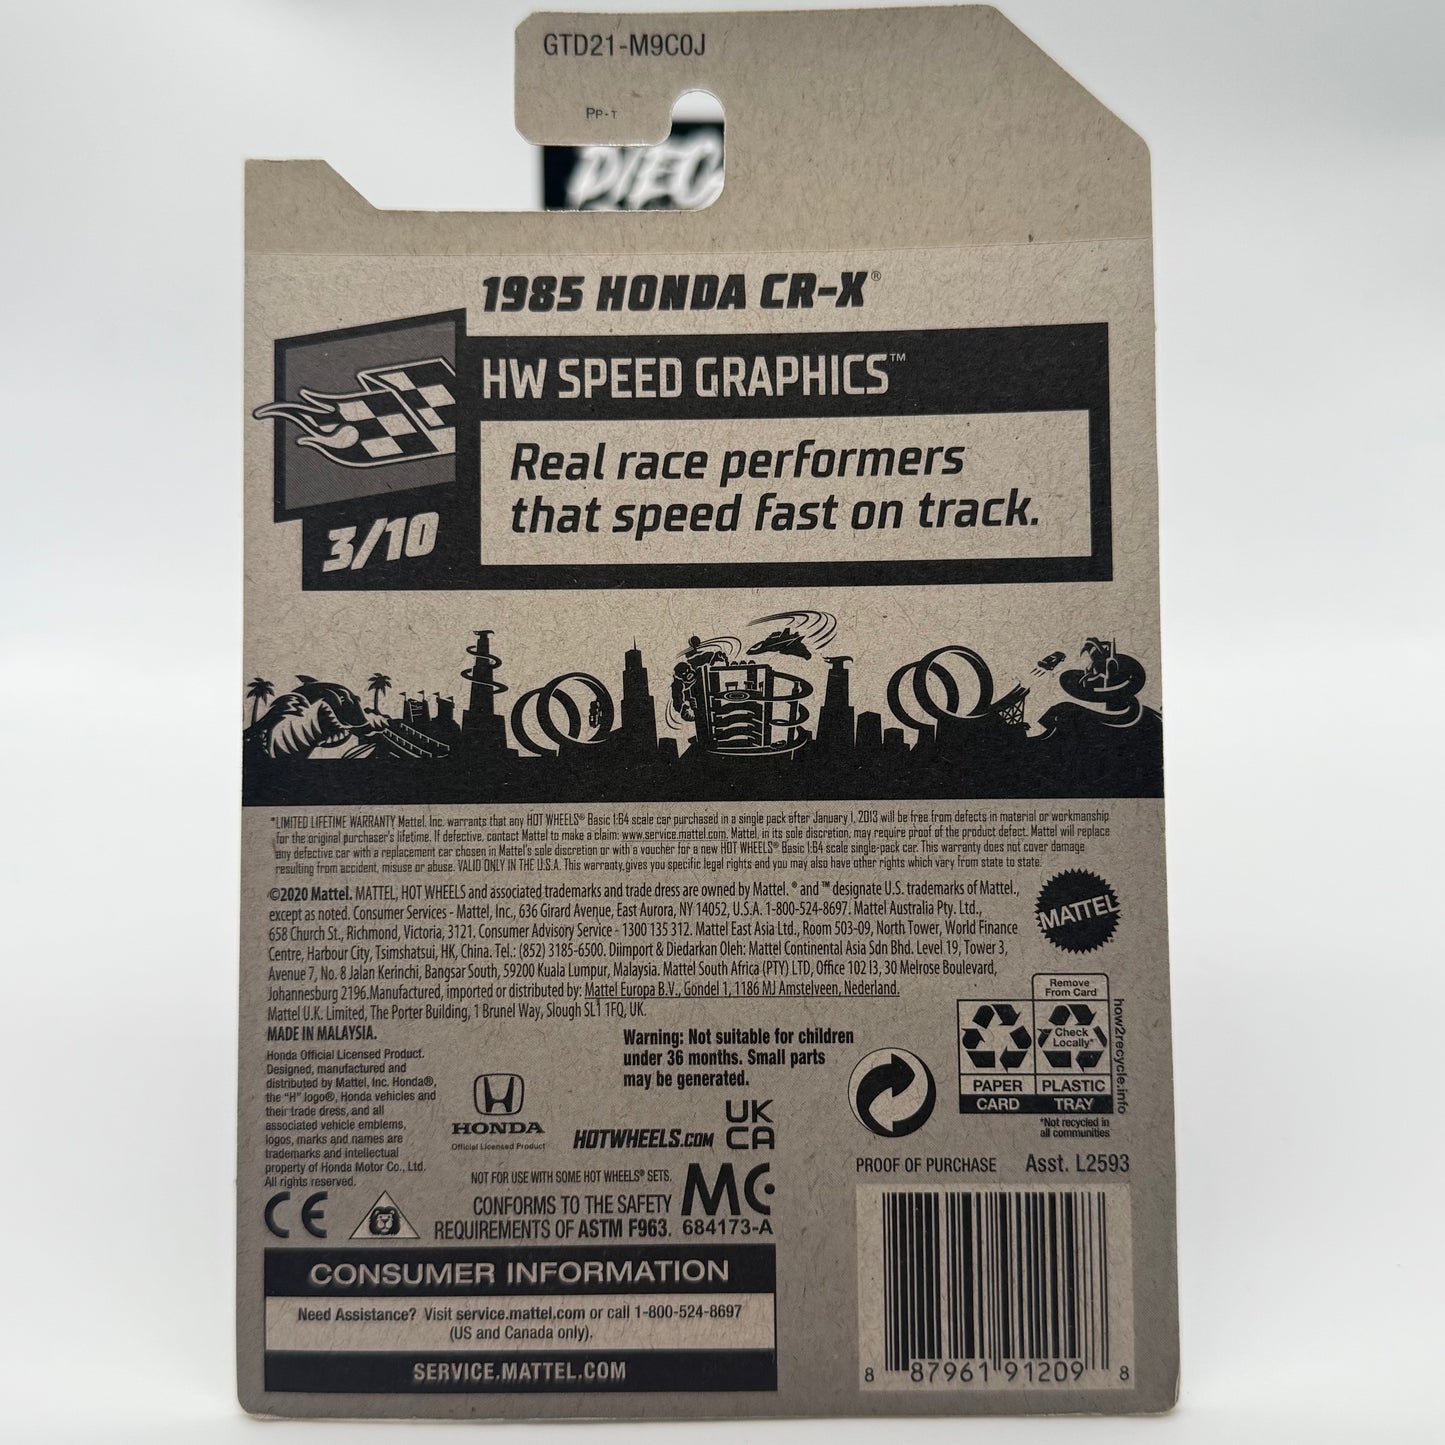 GTD21-M9C0J
PP-T
DIEC
1985 HONDA CR-X®
HW SPEED GRAPHICS™
Real race performers
that speed fast on track.
3/10
*LIMITED LIFETIME WARRANTY Mattel, Inc. warrants that any HOT WHEELS® Basic 1:64 scale car purchased in a single pack after January 1, 2013 will be free from defects in material or workmanship
for the original purchaser's lifetime. If defective, contact Mattel to make a claim: www.service.mattel.com. Mattel, in its sole discretion, may require proof of the product defect. Mattel will replace
any defective car with a replacement car chosen in Mattel's sole discretion or with a voucher for a new HOT WHEELS® Basic 1:64 scale single-pack car. This warranty does not cover damage
resulting from accident, misuse or abuse. VALID ONLY IN THE U.S.A. This warranty gives you specific legal rights and you may also have other rights which vary from state to state.
©2020 Mattel. MATTEL, HOT WHEELS and associated trademarks and trade dress are owned by Mattel. ® and ™ designate U.S. trademarks of Mattel.,
except as noted. Consumer Services - Mattel, Inc., 636 Girard Avenue, East Aurora, NY 14052, U.S.A. 1-800-524-8697. Mattel Australia Pty. Ltd.,
658 Church St., Richmond, Victoria, 3121. Consumer Advisory Service - 1300 135 312. Mattel East Asia Ltd., Room 503-09, North Tower, World Finance
Centre, Harbour City, Tsimshatsui, HK, China. Tel.: (852) 3185-6500. Diimport & Diedarkan Oleh: Mattel Continental Asia Sdn Bhd. Level 19, Tower 3,
Avenue 7, No. 8 Jalan Kerinchi, Bangsar South, 59200 Kuala Lumpur, Malaysia. Mattel South Africa (PTY) LTD, Office 102 I3, 30 Melrose Boulevard,
Johannesburg 2196.Manufactured, imported or distributed by: Mattel Europa B.V., Gondel 1, 1186 MJ Amstelveen, Nederland.
Mattel U.K. Limited, The Porter Building, 1 Brunel Way, Slough SL1 1FQ, UK.
MADE IN MALAYSIA.
MATTEL
Honda Official Licensed Product.
Designed, manufactured and
distributed by Mattel, Inc. Honda®,
the "H" logo®, Honda vehicles and
their trade dress, and all
associated vehicle emblems,
logos, marks and names are
trademarks and intellectual
property of Honda Motor Co., Ltd.
All rights reserved.
Warning: Not suitable for children
under 36 months. Small parts
may be generated.
HONDA
Official Licensed Product
HOTWHEELS.COM
UK
CA
Remove
From Card
Check
Locally*
PAPER
CARD
PLASTIC
TRAY
how2recycle.info
*Not recycled in
all communities
NOT FOR USE WITH SOME HOT WHEELS® SETS.
CONFORMS TO THE SAFETY
REQUIREMENTS OF ASTM F963.
MC
684173-A
CE
PROOF OF PURCHASE
Asst. L2593
CONSUMER INFORMATION
Need Assistance? Visit service.mattel.com or call 1-800-524-8697
(US and Canada only).
SERVICE.MATTEL.COM
8 87961 91209 8